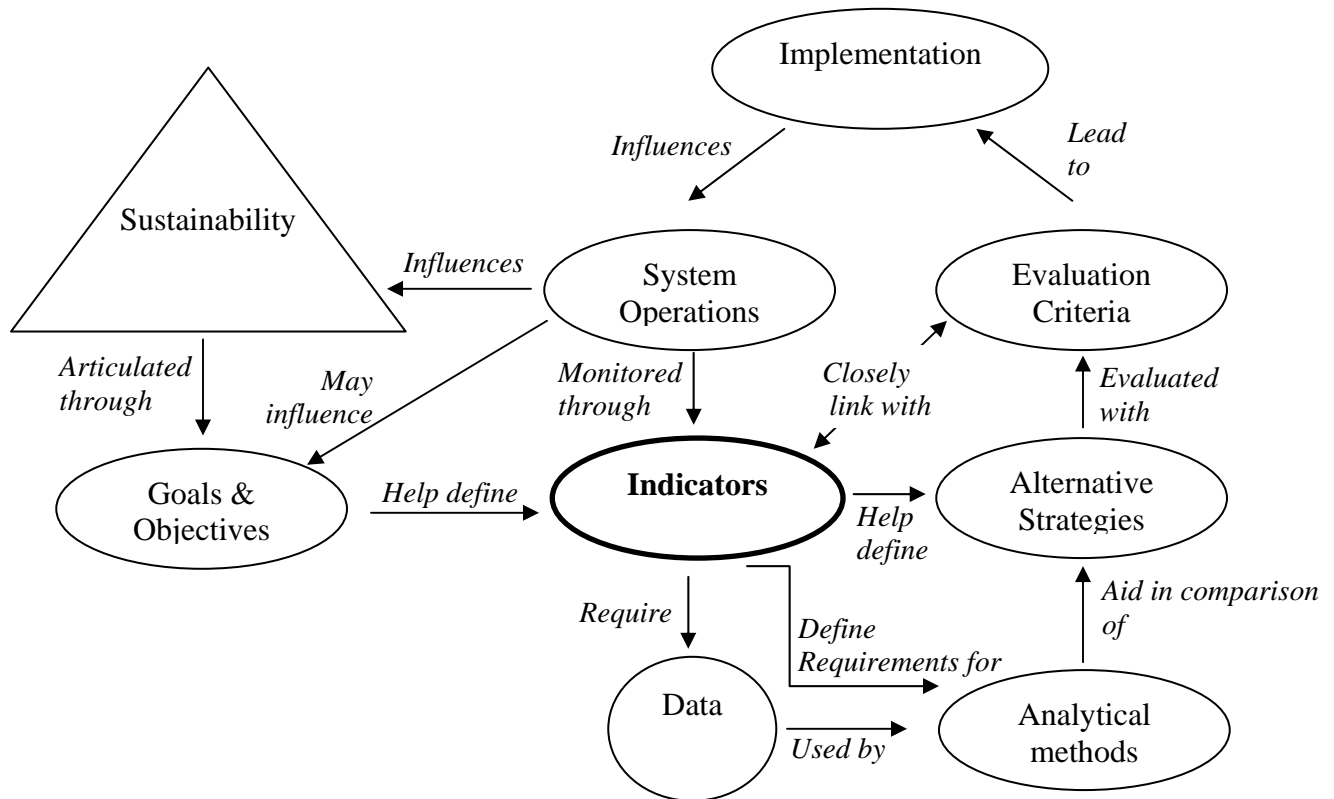 Implementation
Influences
Lead
to
Sustainability
Influences
System
Operations
Evaluation
Criteria
Articulated
through
May
influence
Monitored
through
Closely
link with
Evaluated
with
Goals &
Objectives
Help define
Indicators
Help
define
Alternative
Strategies
Require
Define
Requirements for
Aid in comparison
of
Data
Used by
Analytical
methods